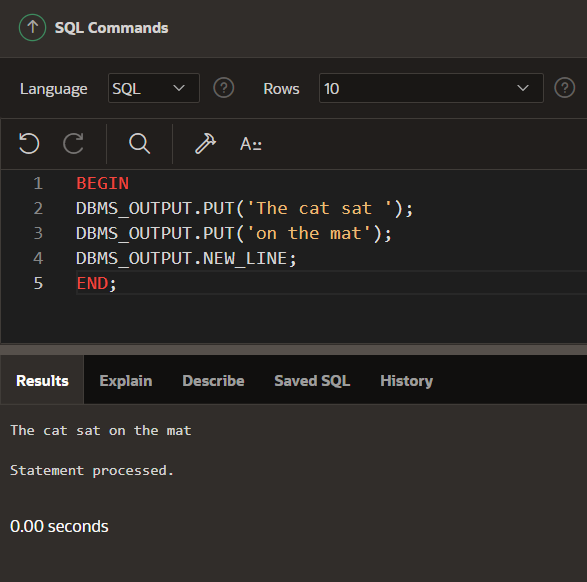 SQL Commands
Language SQL ? Rows 10 ?
A::
1 BEGIN
2 DBMS_OUTPUT.PUT('The cat sat ');
3 DBMS_OUTPUT.PUT('on the mat');
4 DBMS_OUTPUT.NEW_LINE;
5 END;
Results Explain Describe Saved SQL History
The cat sat on the mat
Statement processed.
0.00 seconds